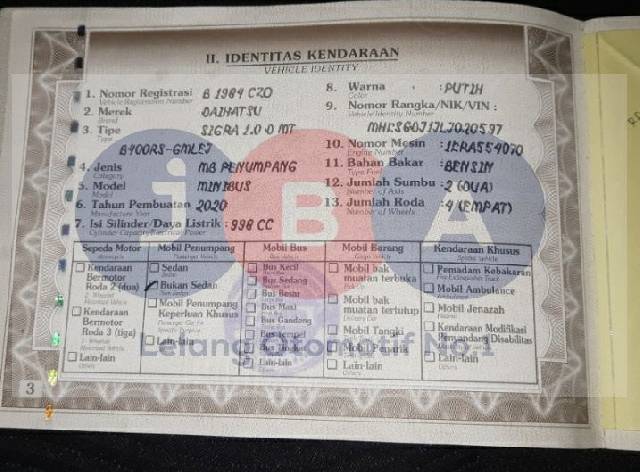 II. IDENTITAS KENDARAAN
VEHICLE IDENTITY
1. Nomor Registrasi B 1984 CZO
Vehicle Registration Number
2. Merek DAIHATSU
Brand
3. Tipe SIGRA 1.0 D MT
Type
B400RS-GMLEJ
4. Jenis MB PENUMPANG
Category
5. Model MINIBUS
Model
6. Tahun Pembuatan 2020
Manufacture Year
7. Isi Silinder/Daya Listrik : 998 CC
Cylinder Capacity/Electrical Power
8. Warna : PUTIH
Color
9. Nomor Rangka/NIK/VIN :
Vehicle Identity Number
10. Nomor Mesin
Engine Number
11. Bahan Bakar : BENSIN
Type Fuel
12. Jumlah Sumbu : 2 (DUA)
Number of Axis
13. Jumlah Roda : 4 (EMPAT)
Number of Wheels
Sepeda Motor
Mobil Penumpang
Mobil Bus
Mobil Barang
Kendaraan Khusus
Kendaraan Bermotor Roda 2 (dua)
Kendaraan Bermotor Roda 3 (tiga)
Lain-lain
Others
Sedan
Bukan Sedan
Mobil Penumpang Keperluan Khusus
Lain-lain
Bus Kecil
Bus Sedang
Bus Besar
Bus Maxi
Bus Gandeng
Bus Tempel
Bus Tingkat
Lain-lain
Mobil bak muatan terbuka
Mobil bak muatan tertutup
Mobil Tangki
Mobil Penarik
Lain-lain
Others
Pemadam Kebakaran
Mobil Ambulance
Mobil Jenazah
Kendaraan Modifikasi Penyandang Disabilitas
Lain-lain
Others
JBA
Lelang Otomotif No.1
3